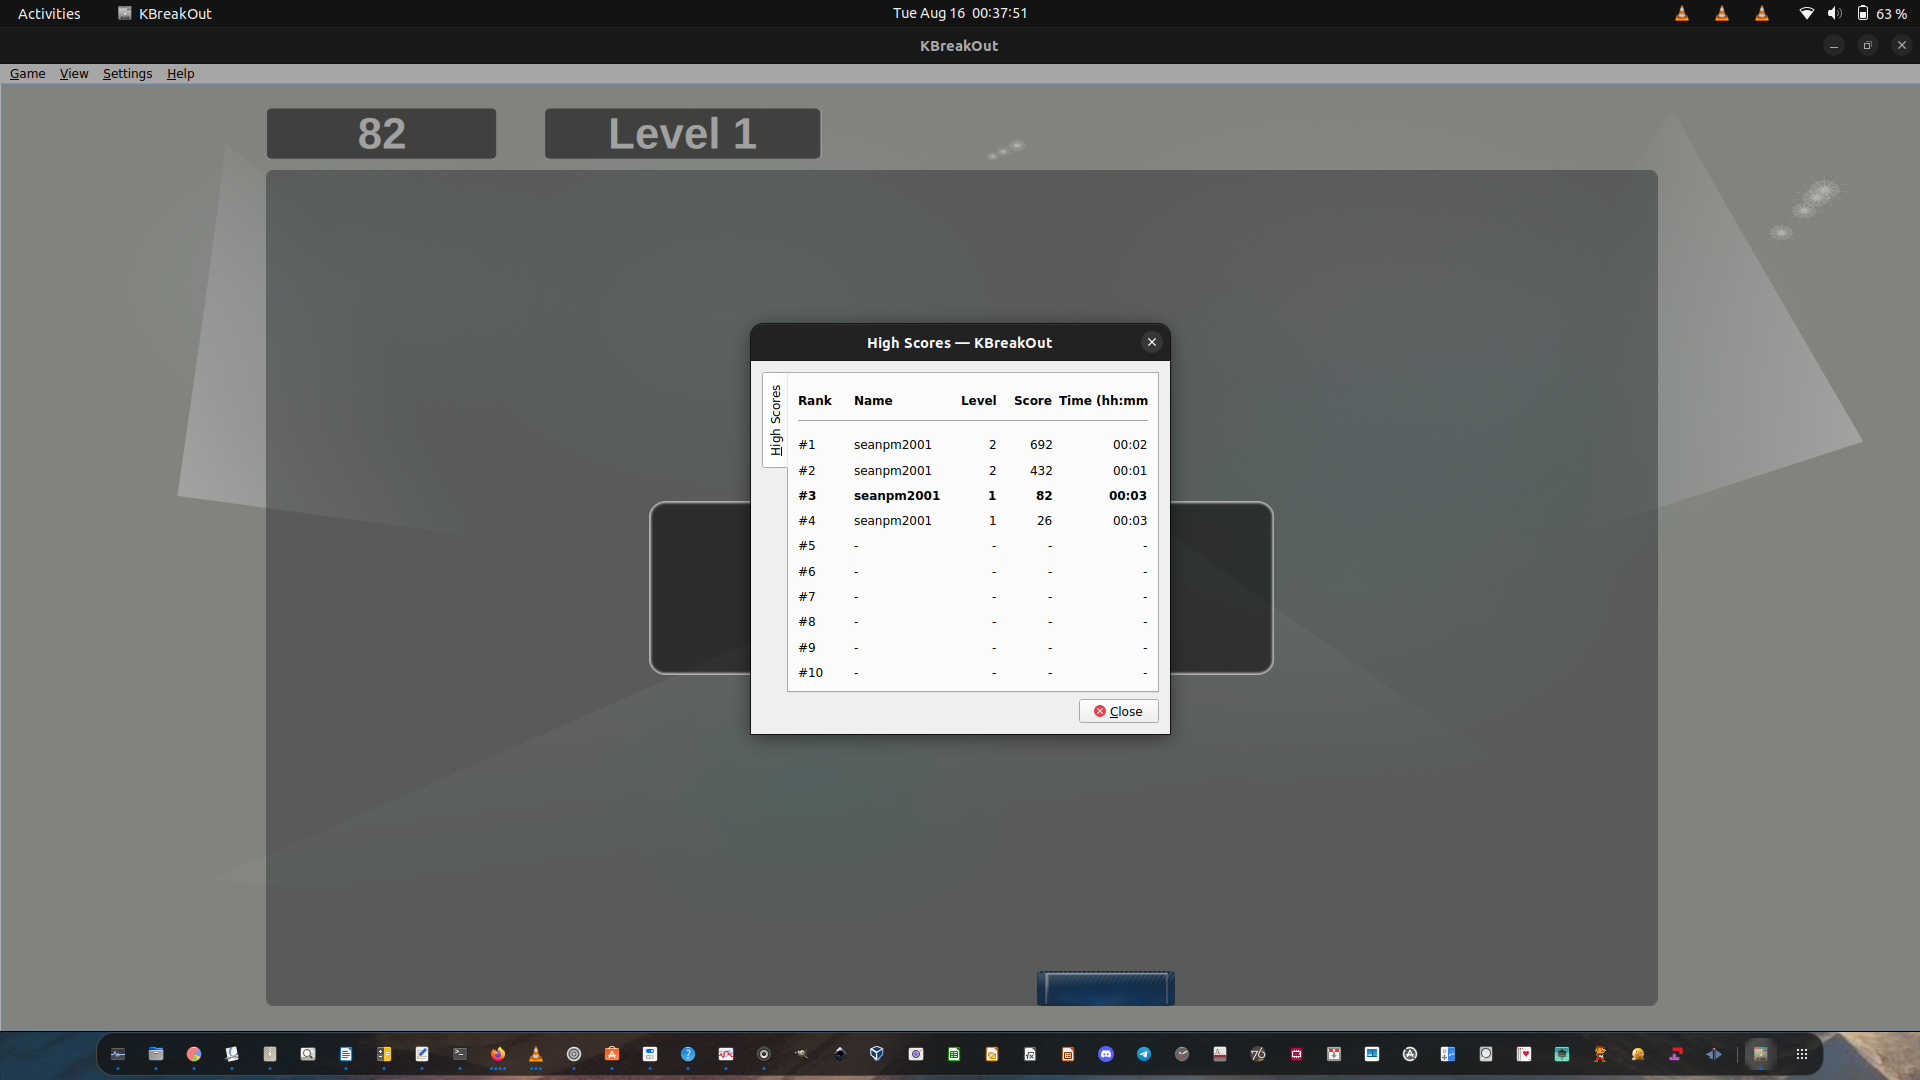 Activities KBreakOut Tue Aug 16 00:37:51 63 %
KBreakOut
Game View Settings Help
82 Level 1
High Scores — KBreakOut
High Scores
Rank Name Level Score Time (hh:mm
#1 seanpm2001 2 692 00:02
#2 seanpm2001 2 432 00:01
#3 seanpm2001 1 82 00:03
#4 seanpm2001 1 26 00:03
#5 - - - -
#6 - - - -
#7 - - - -
#8 - - - -
#9 - - - -
#10 - - - -
Close